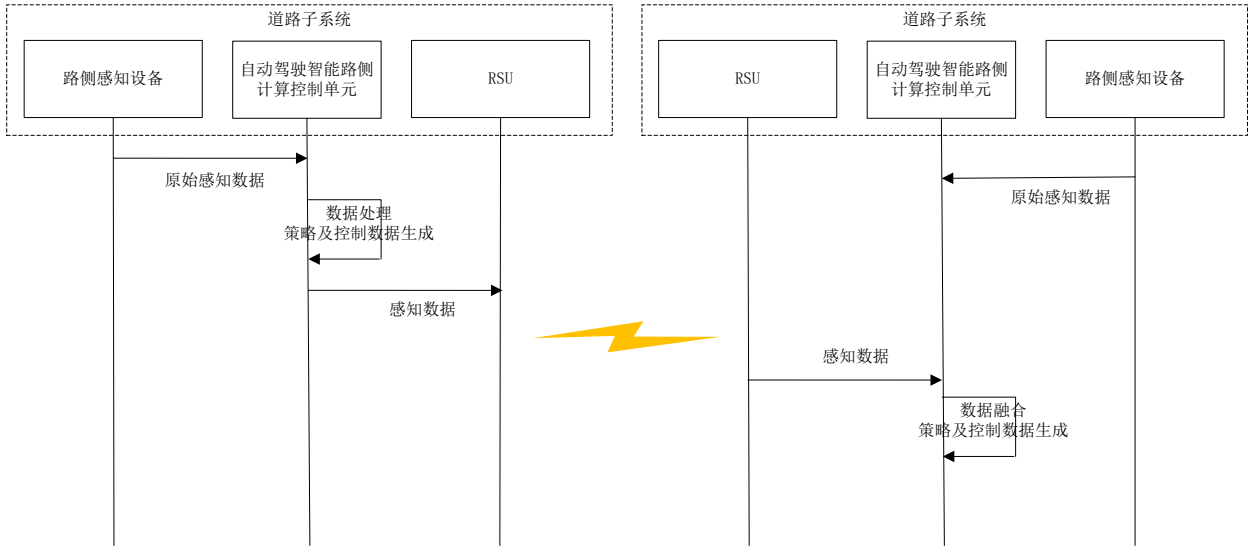 道路子系统
路侧感知设备
自动驾驶智能路侧
计算控制单元
RSU
原始感知数据
数据处理
策略及控制数据生成
感知数据
道路子系统
RSU
自动驾驶智能路侧
计算控制单元
路侧感知设备
原始感知数据
感知数据
数据融合
策略及控制数据生成